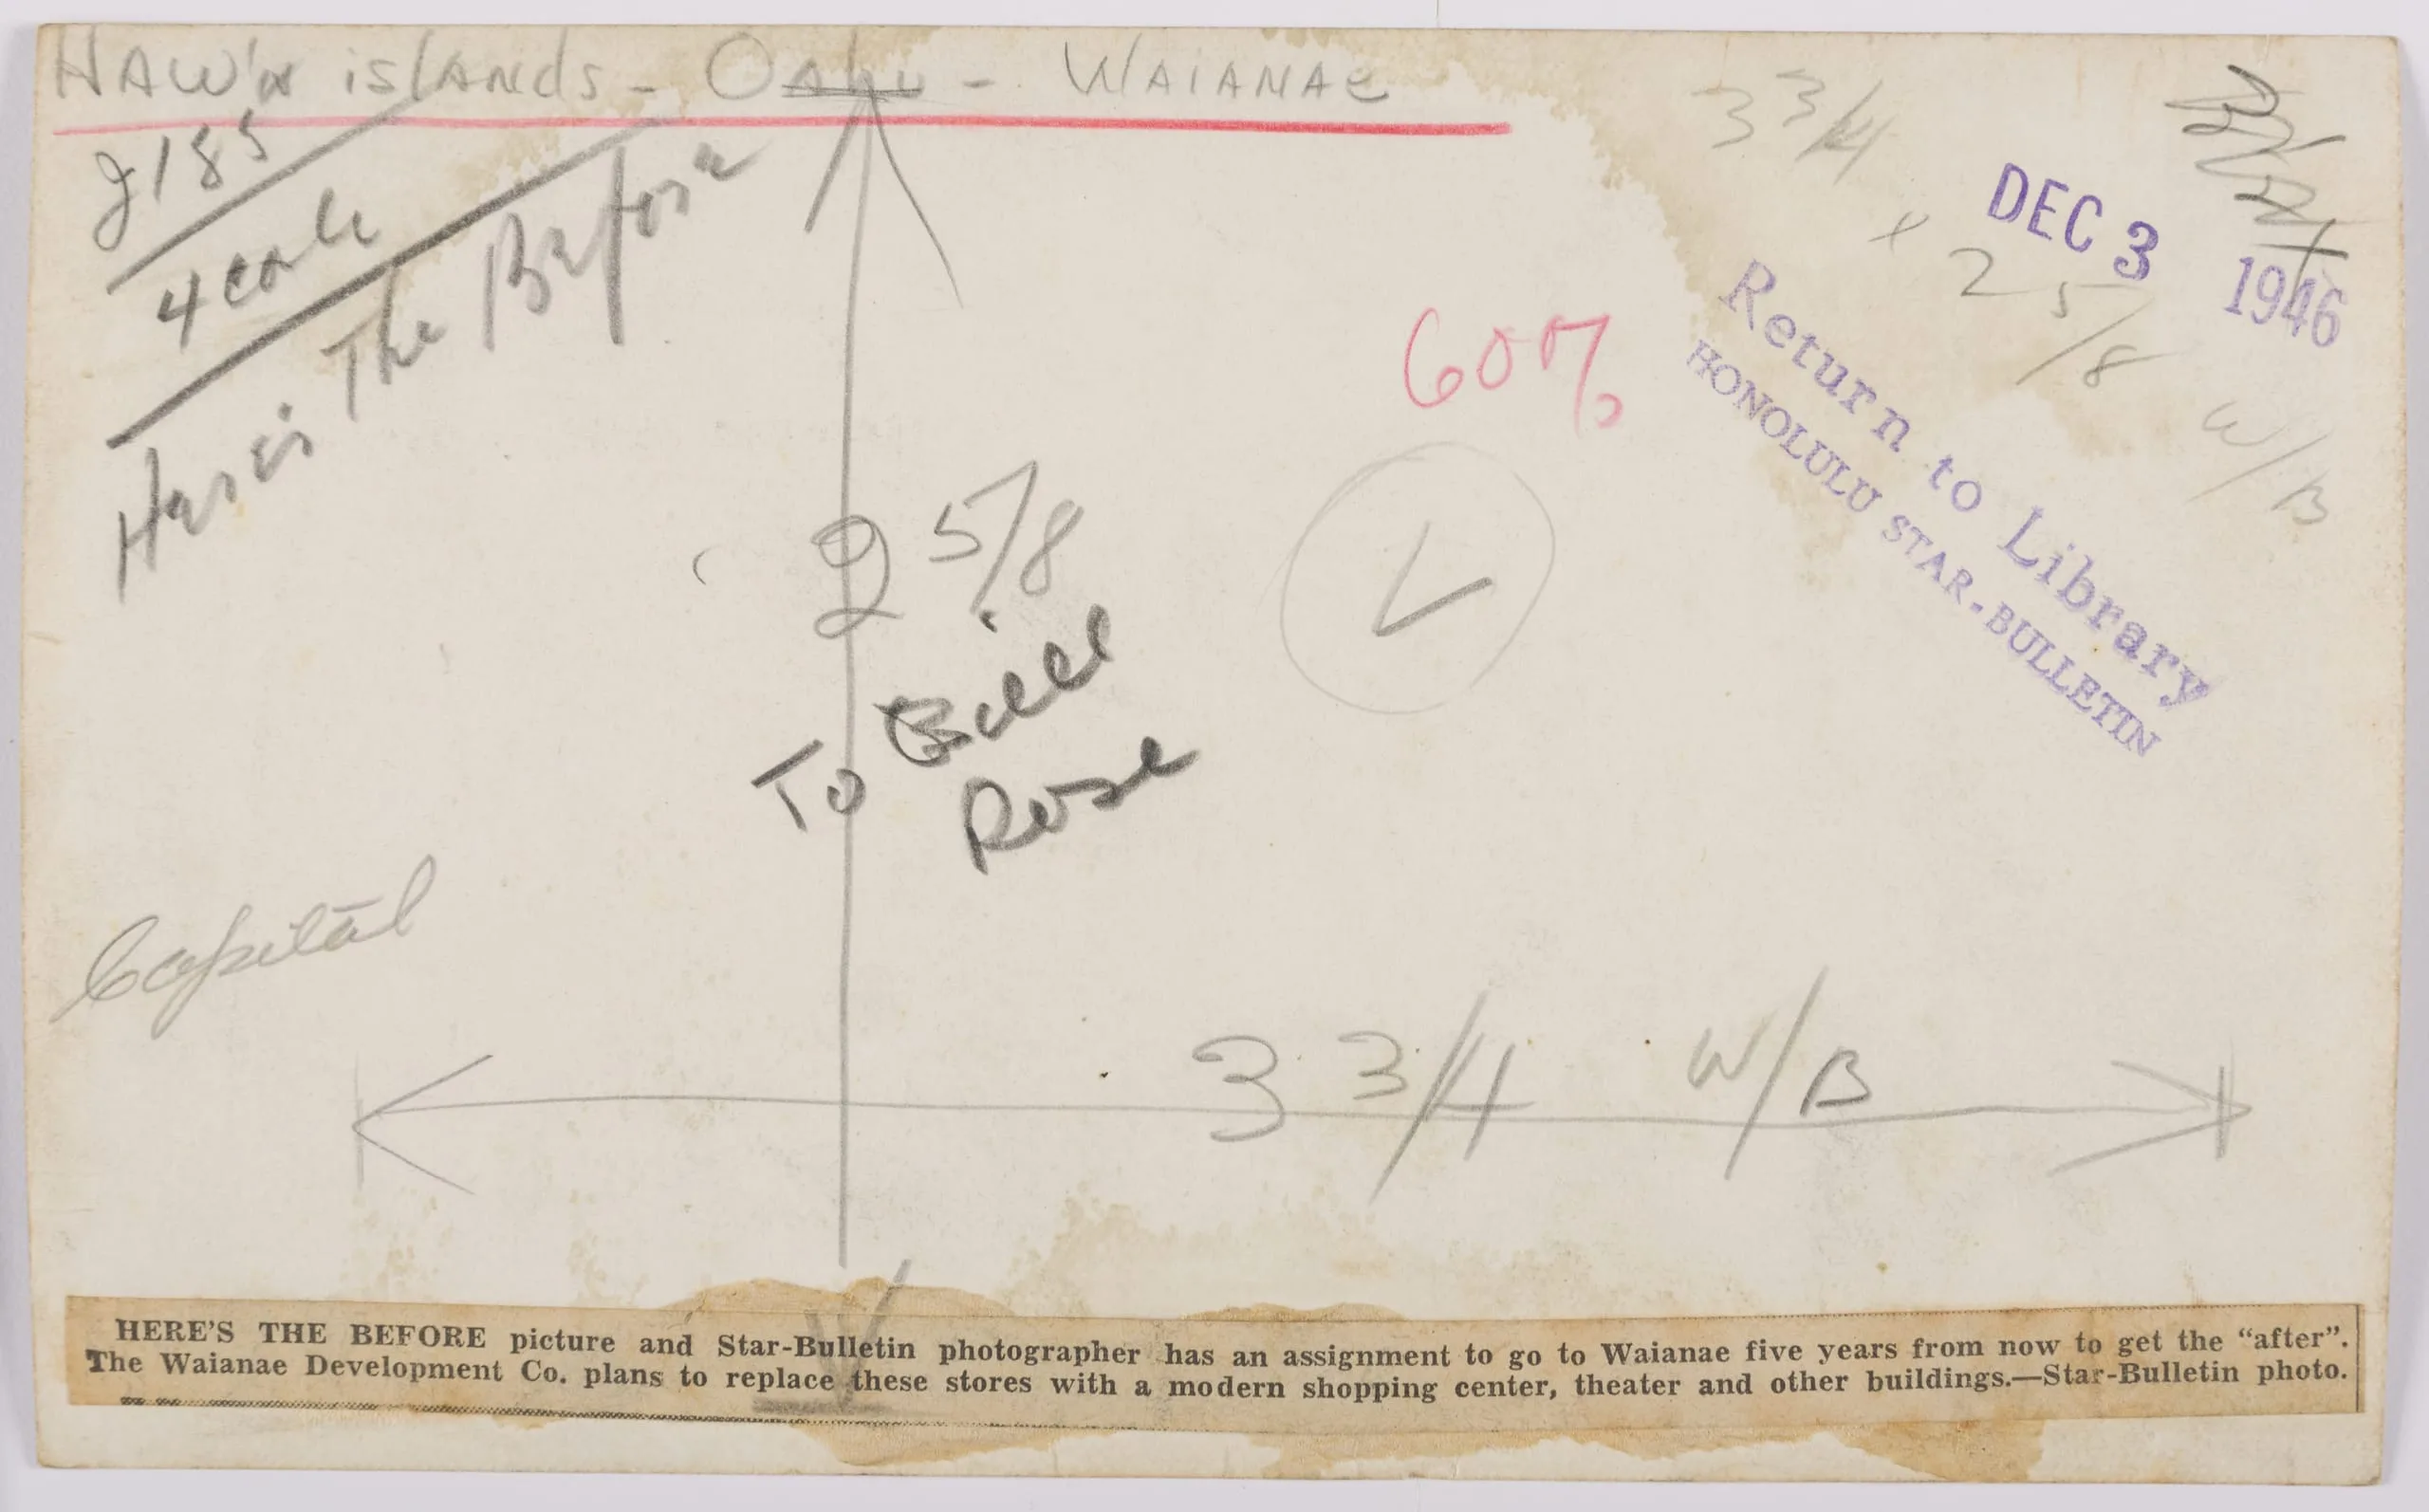 HAW'n islANds - OAhu - WAIANAe
J185
4 cols
Here's The Before
3 3/4
x 2 5/8
W/B
DEC 3 1946
Return to Library
HONOLULU STAR-BULLETIN
60%
2 5/8
To Bill
Rose
Capital
3 3/4 W/B
HERE'S THE BEFORE picture and Star-Bulletin photographer has an assignment to go to Waianae five years from now to get the "after".
The Waianae Development Co. plans to replace these stores with a modern shopping center, theater and other buildings.—Star-Bulletin photo.